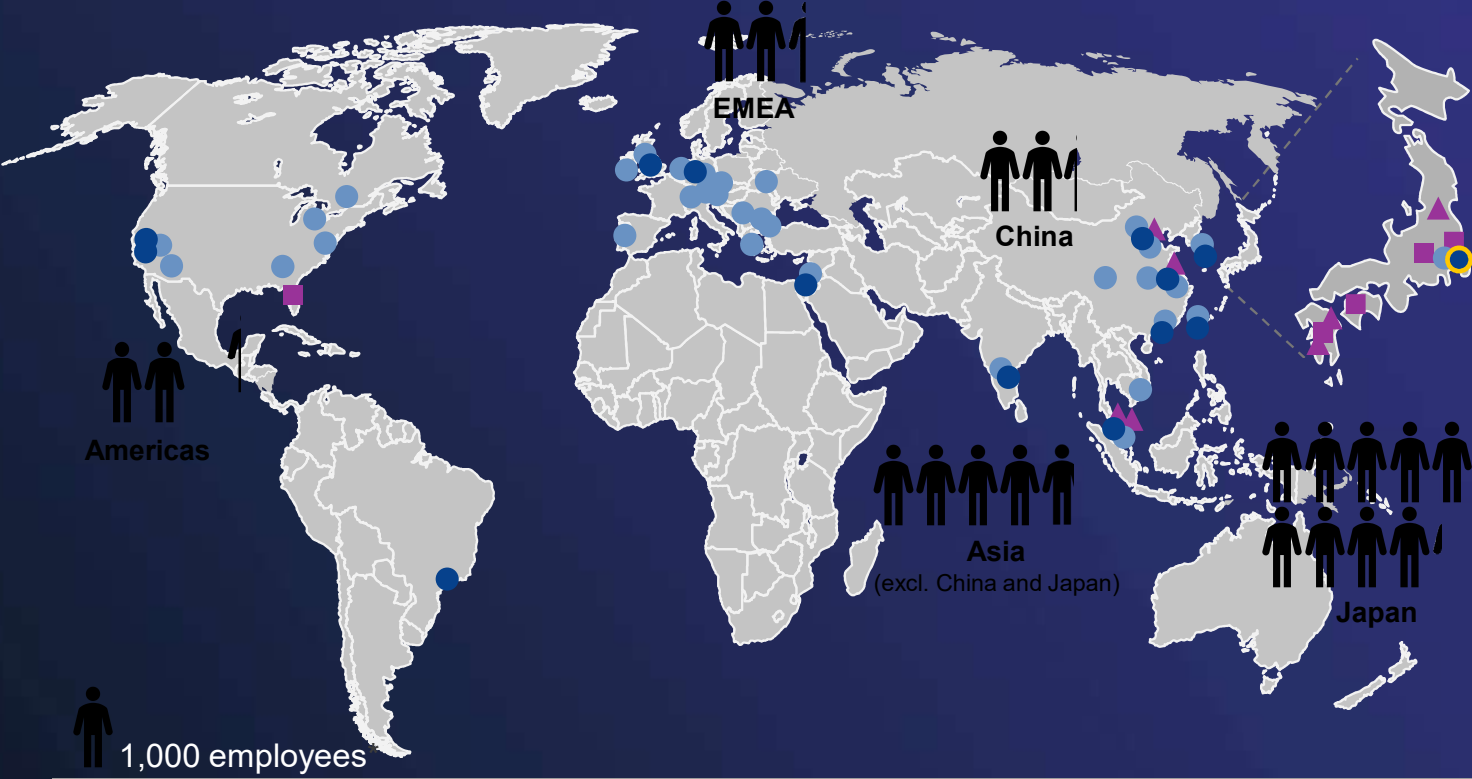 EMEA
China
Americas
Asia
(excl. China and Japan)
Japan
1,000 employees*